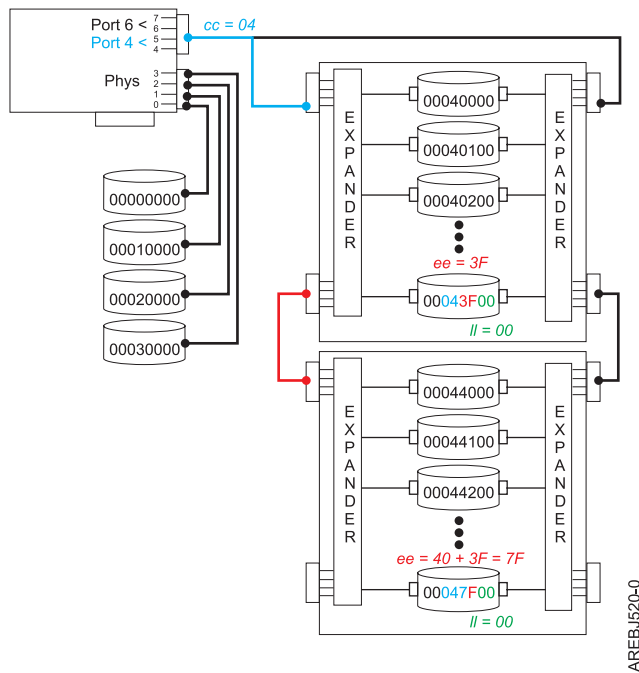 Port 6 <
Port 4 <
7
6
5
4
cc = 04
Phys
3
2
1
0
00000000
00010000
00020000
00030000
EXPANDER
00040000
00040100
00040200
ee = 3F
00043F00
ll = 00
EXPANDER
EXPANDER
00044000
00044100
00044200
ee = 40 + 3F = 7F
00047F00
ll = 00
EXPANDER
AREBJ520-0